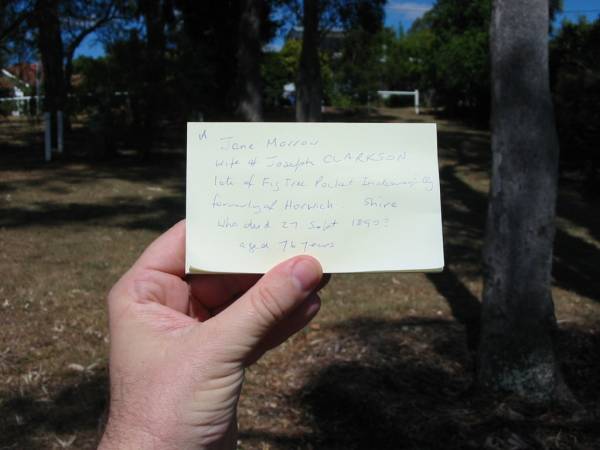 Jane Morrow
wife of Joseph CLARKSON
late of Fig Tree Pocket Indooroopilly
formerly of Horwich Shire
who died 27 Sept 1890?
aged 76 years